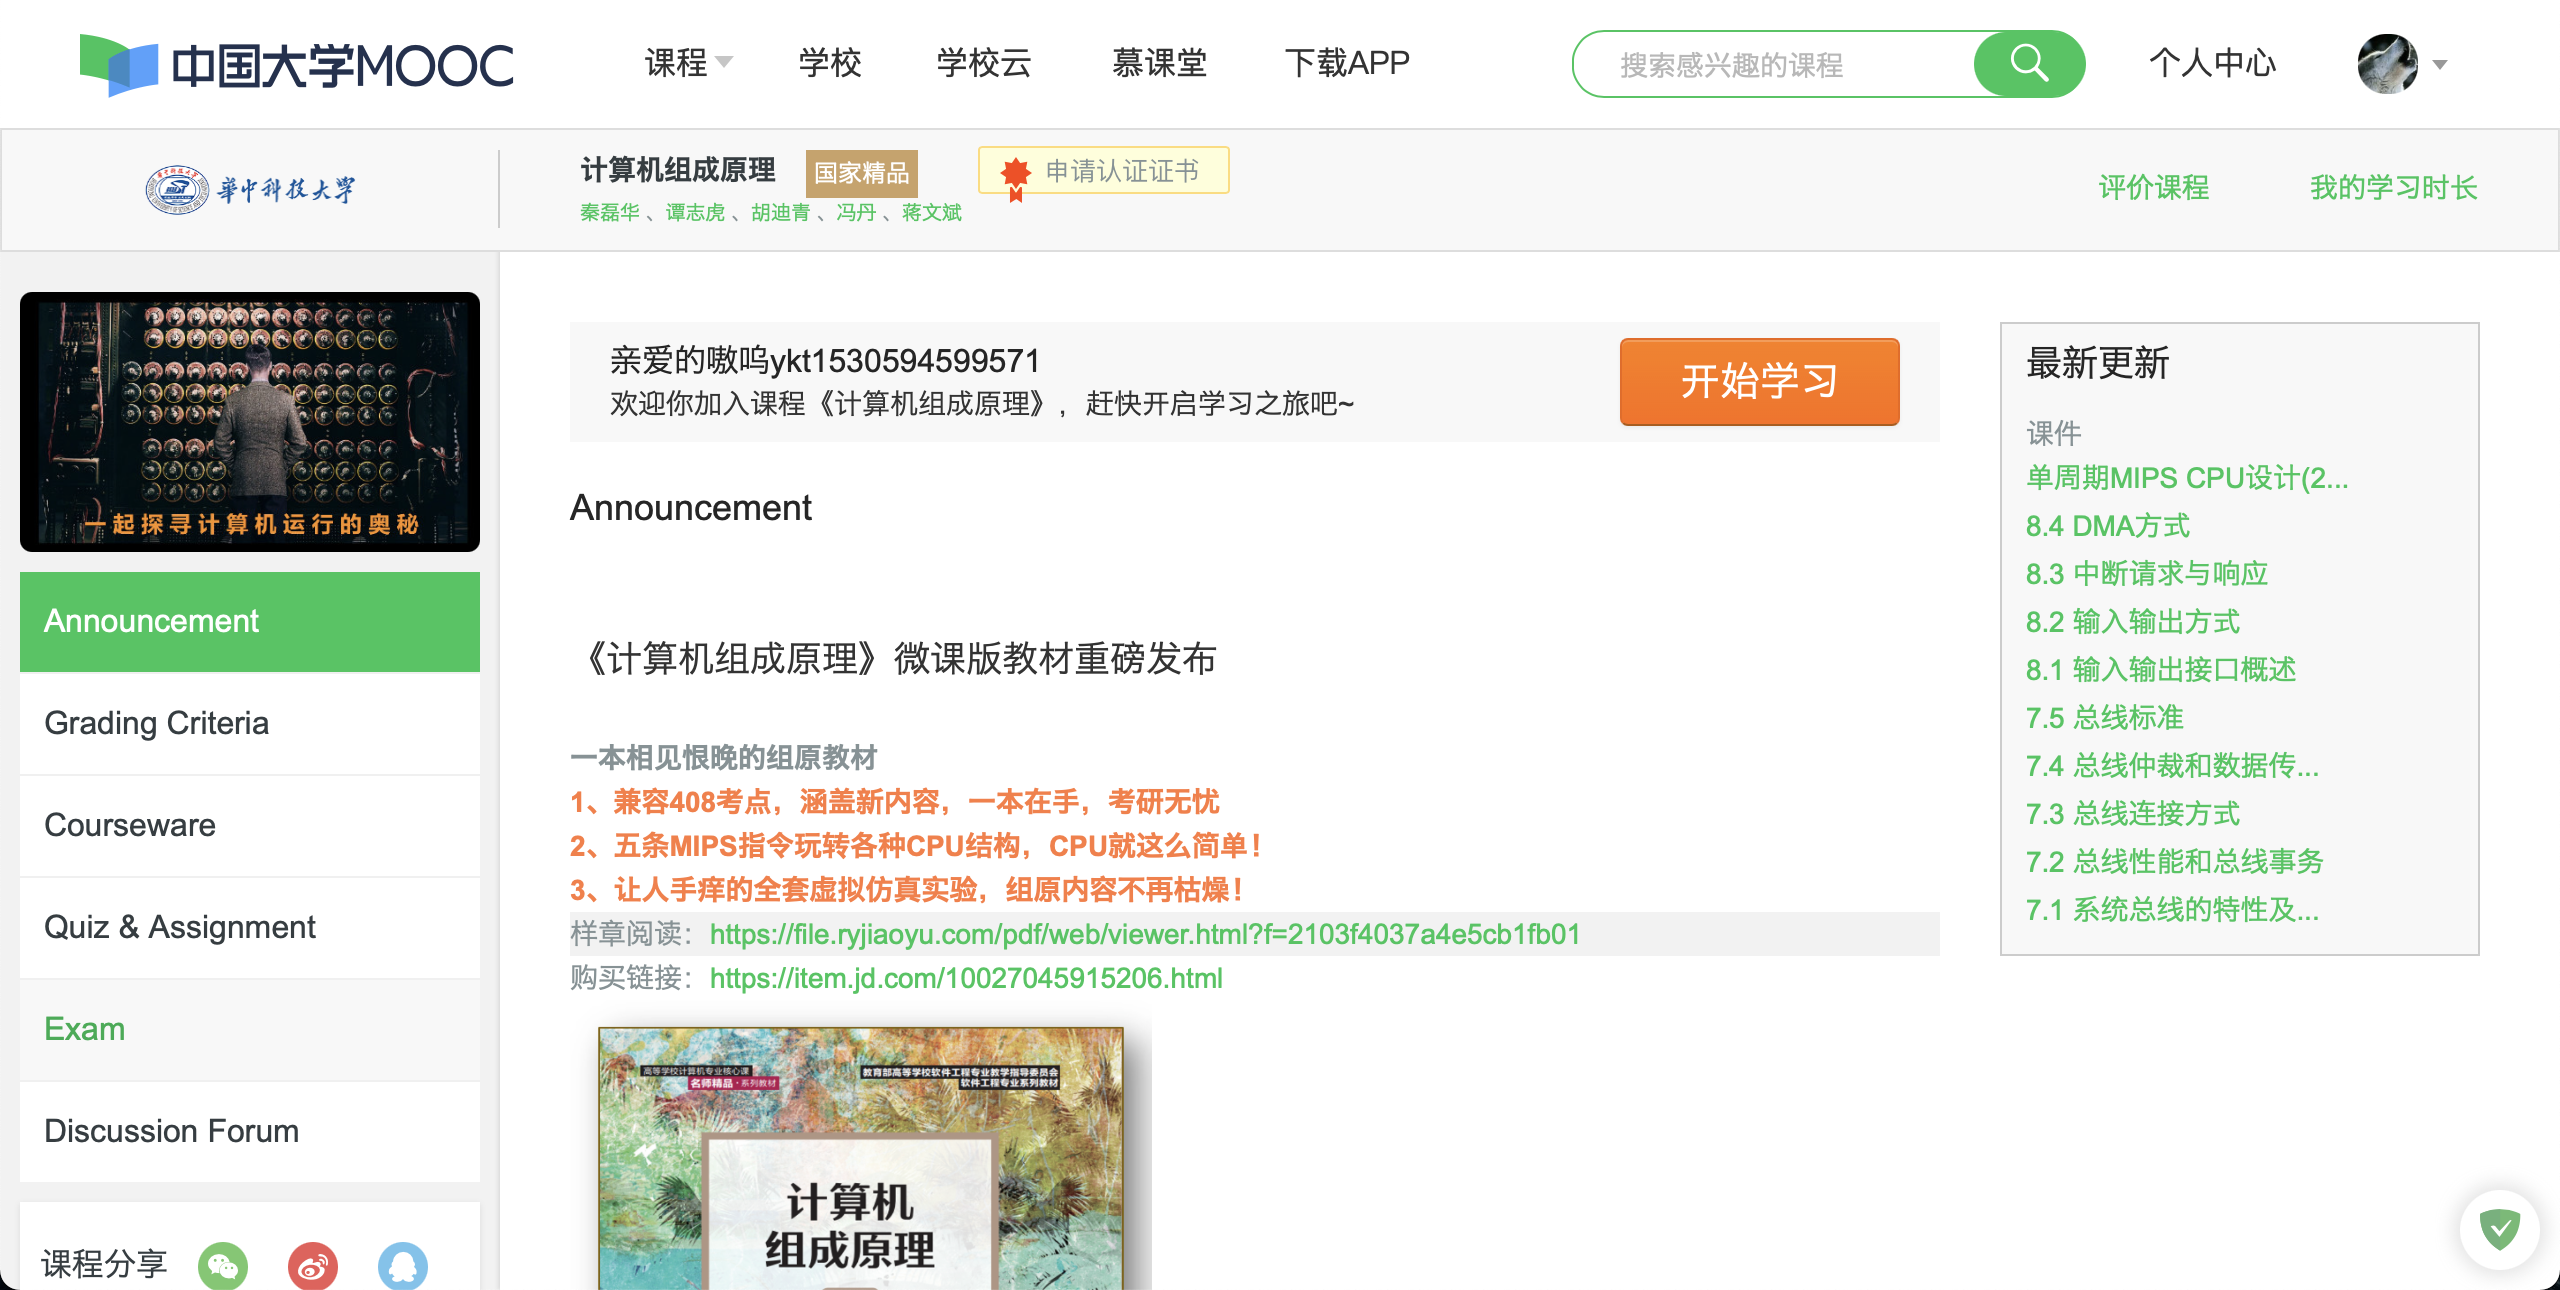 中国大学MOOC
课程
学校
学校云
慕课堂
下载APP
搜索感兴趣的课程
个人中心
華中科技大学
计算机组成原理
国家精品
申请认证证书
秦磊华 、谭志虎 、胡迪青 、冯丹 、蒋文斌
评价课程
我的学习时长
一起探寻计算机运行的奥秘
Announcement
Grading Criteria
Courseware
Quiz & Assignment
Exam
Discussion Forum
课程分享
亲爱的嗷呜ykt1530594599571
欢迎你加入课程《计算机组成原理》，赶快开启学习之旅吧~
开始学习
Announcement
《计算机组成原理》微课版教材重磅发布
一本相见恨晚的组原教材
1、兼容408考点，涵盖新内容，一本在手，考研无忧
2、五条MIPS指令玩转各种CPU结构，CPU就这么简单！
3、让人手痒的全套虚拟仿真实验，组原内容不再枯燥！
样章阅读：https://file.ryjiaoyu.com/pdf/web/viewer.html?f=2103f4037a4e5cb1fb01
购买链接：https://item.jd.com/10027045915206.html
高等学校计算机专业核心课
名师精品·系列教材
教育部高等学校软件工程专业教学指导委员会
软件工程专业系列教材
计算机
组成原理
最新更新
课件
单周期MIPS CPU设计(2...
8.4 DMA方式
8.3 中断请求与响应
8.2 输入输出方式
8.1 输入输出接口概述
7.5 总线标准
7.4 总线仲裁和数据传...
7.3 总线连接方式
7.2 总线性能和总线事务
7.1 系统总线的特性及...